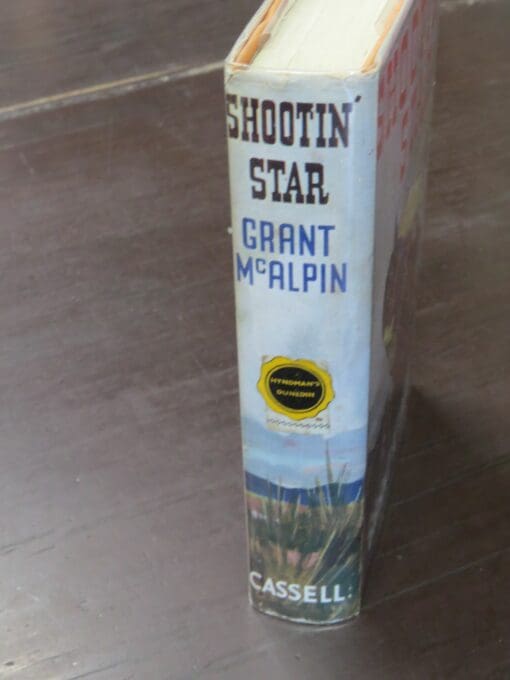 SHOOTIN'
STAR
GRANT
McALPIN
HYNDMAN'S
DUNEDIN
CASSELL